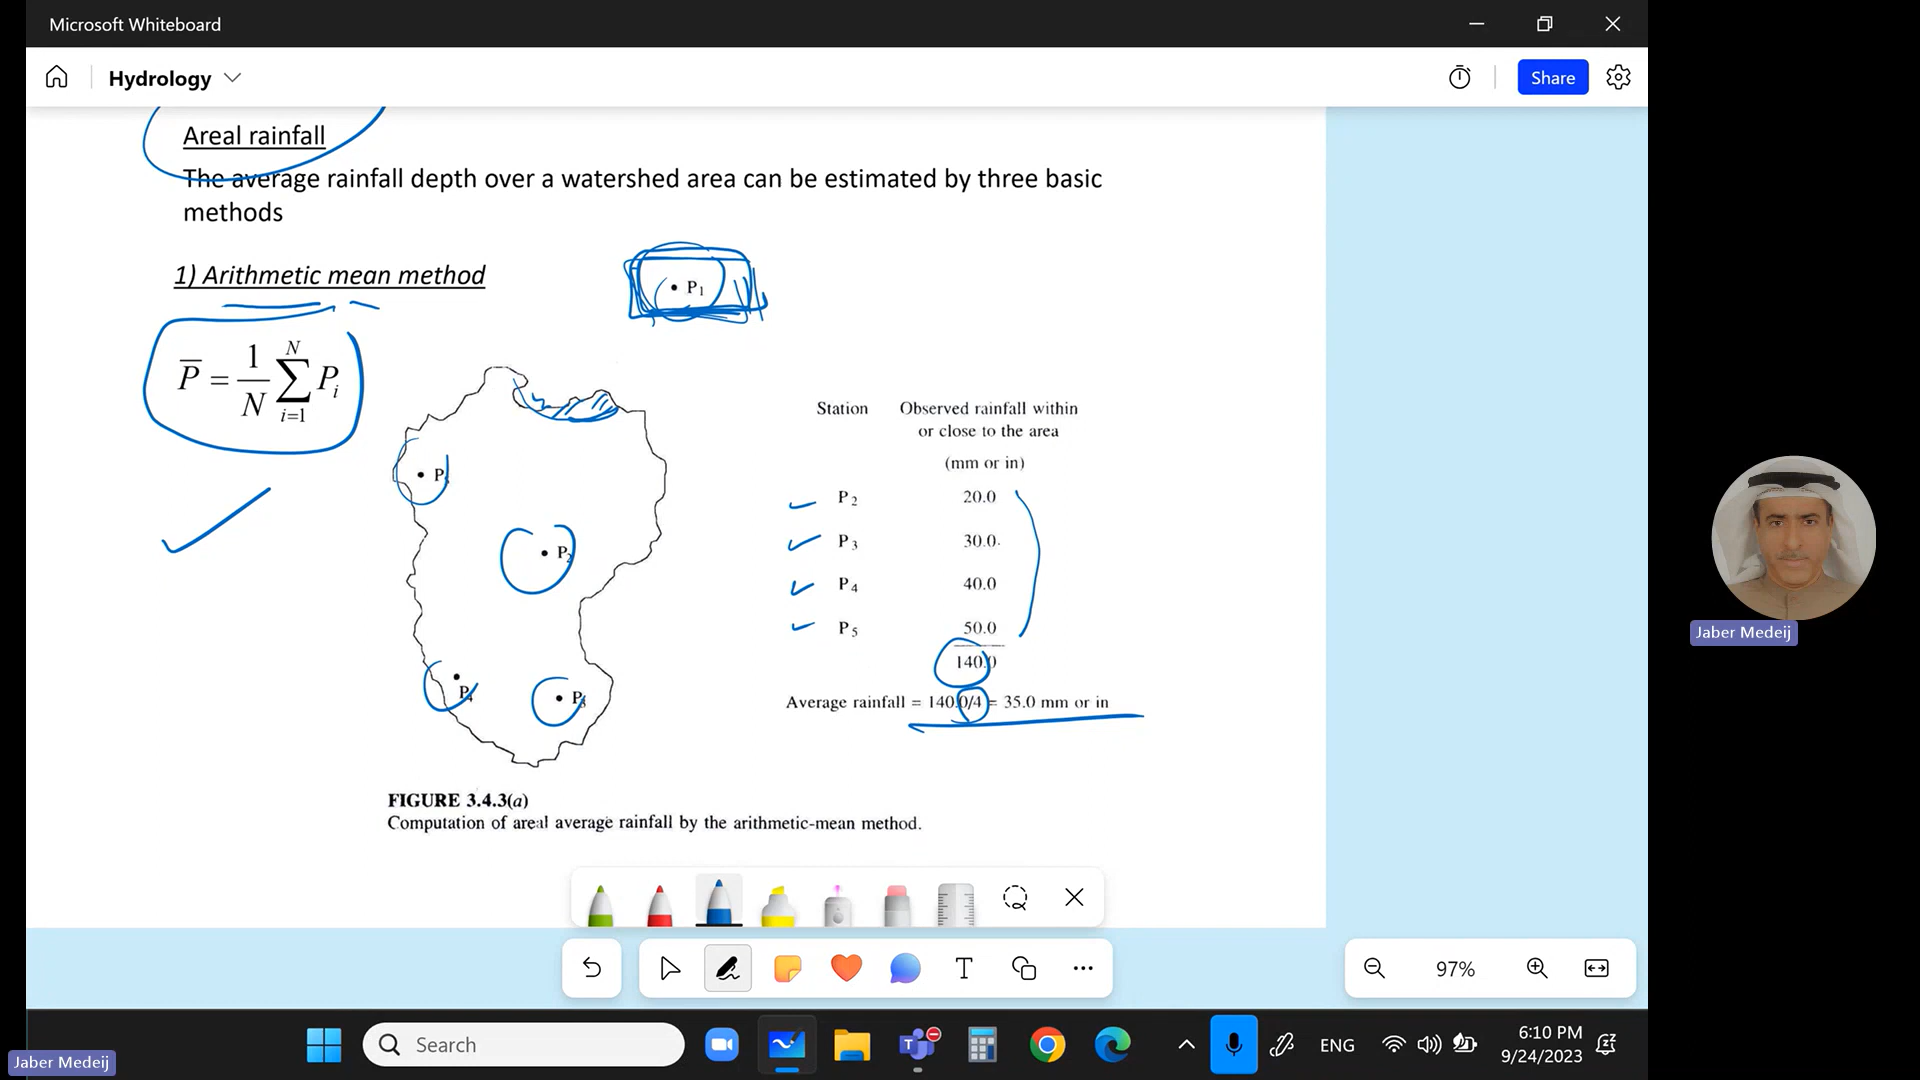 Microsoft Whiteboard
Hydrology
Share
Areal rainfall
The average rainfall depth over a watershed area can be estimated by three basic
methods
1) Arithmetic mean method
P₁
P̅ = 1/N ∑ᵢ₌₁ᴺ Pᵢ
Station
Observed rainfall within
or close to the area
(mm or in)
P₂ 20.0
P₃ 30.0
P₄ 40.0
P₅ 50.0
140.0
Average rainfall = 140.0/4 = 35.0 mm or in
P
P₂
P₄
P
FIGURE 3.4.3(a)
Computation of areal average rainfall by the arithmetic-mean method.
97%
Jaber Medeij
Search
ENG
6:10 PM
9/24/2023
Jaber Medeij